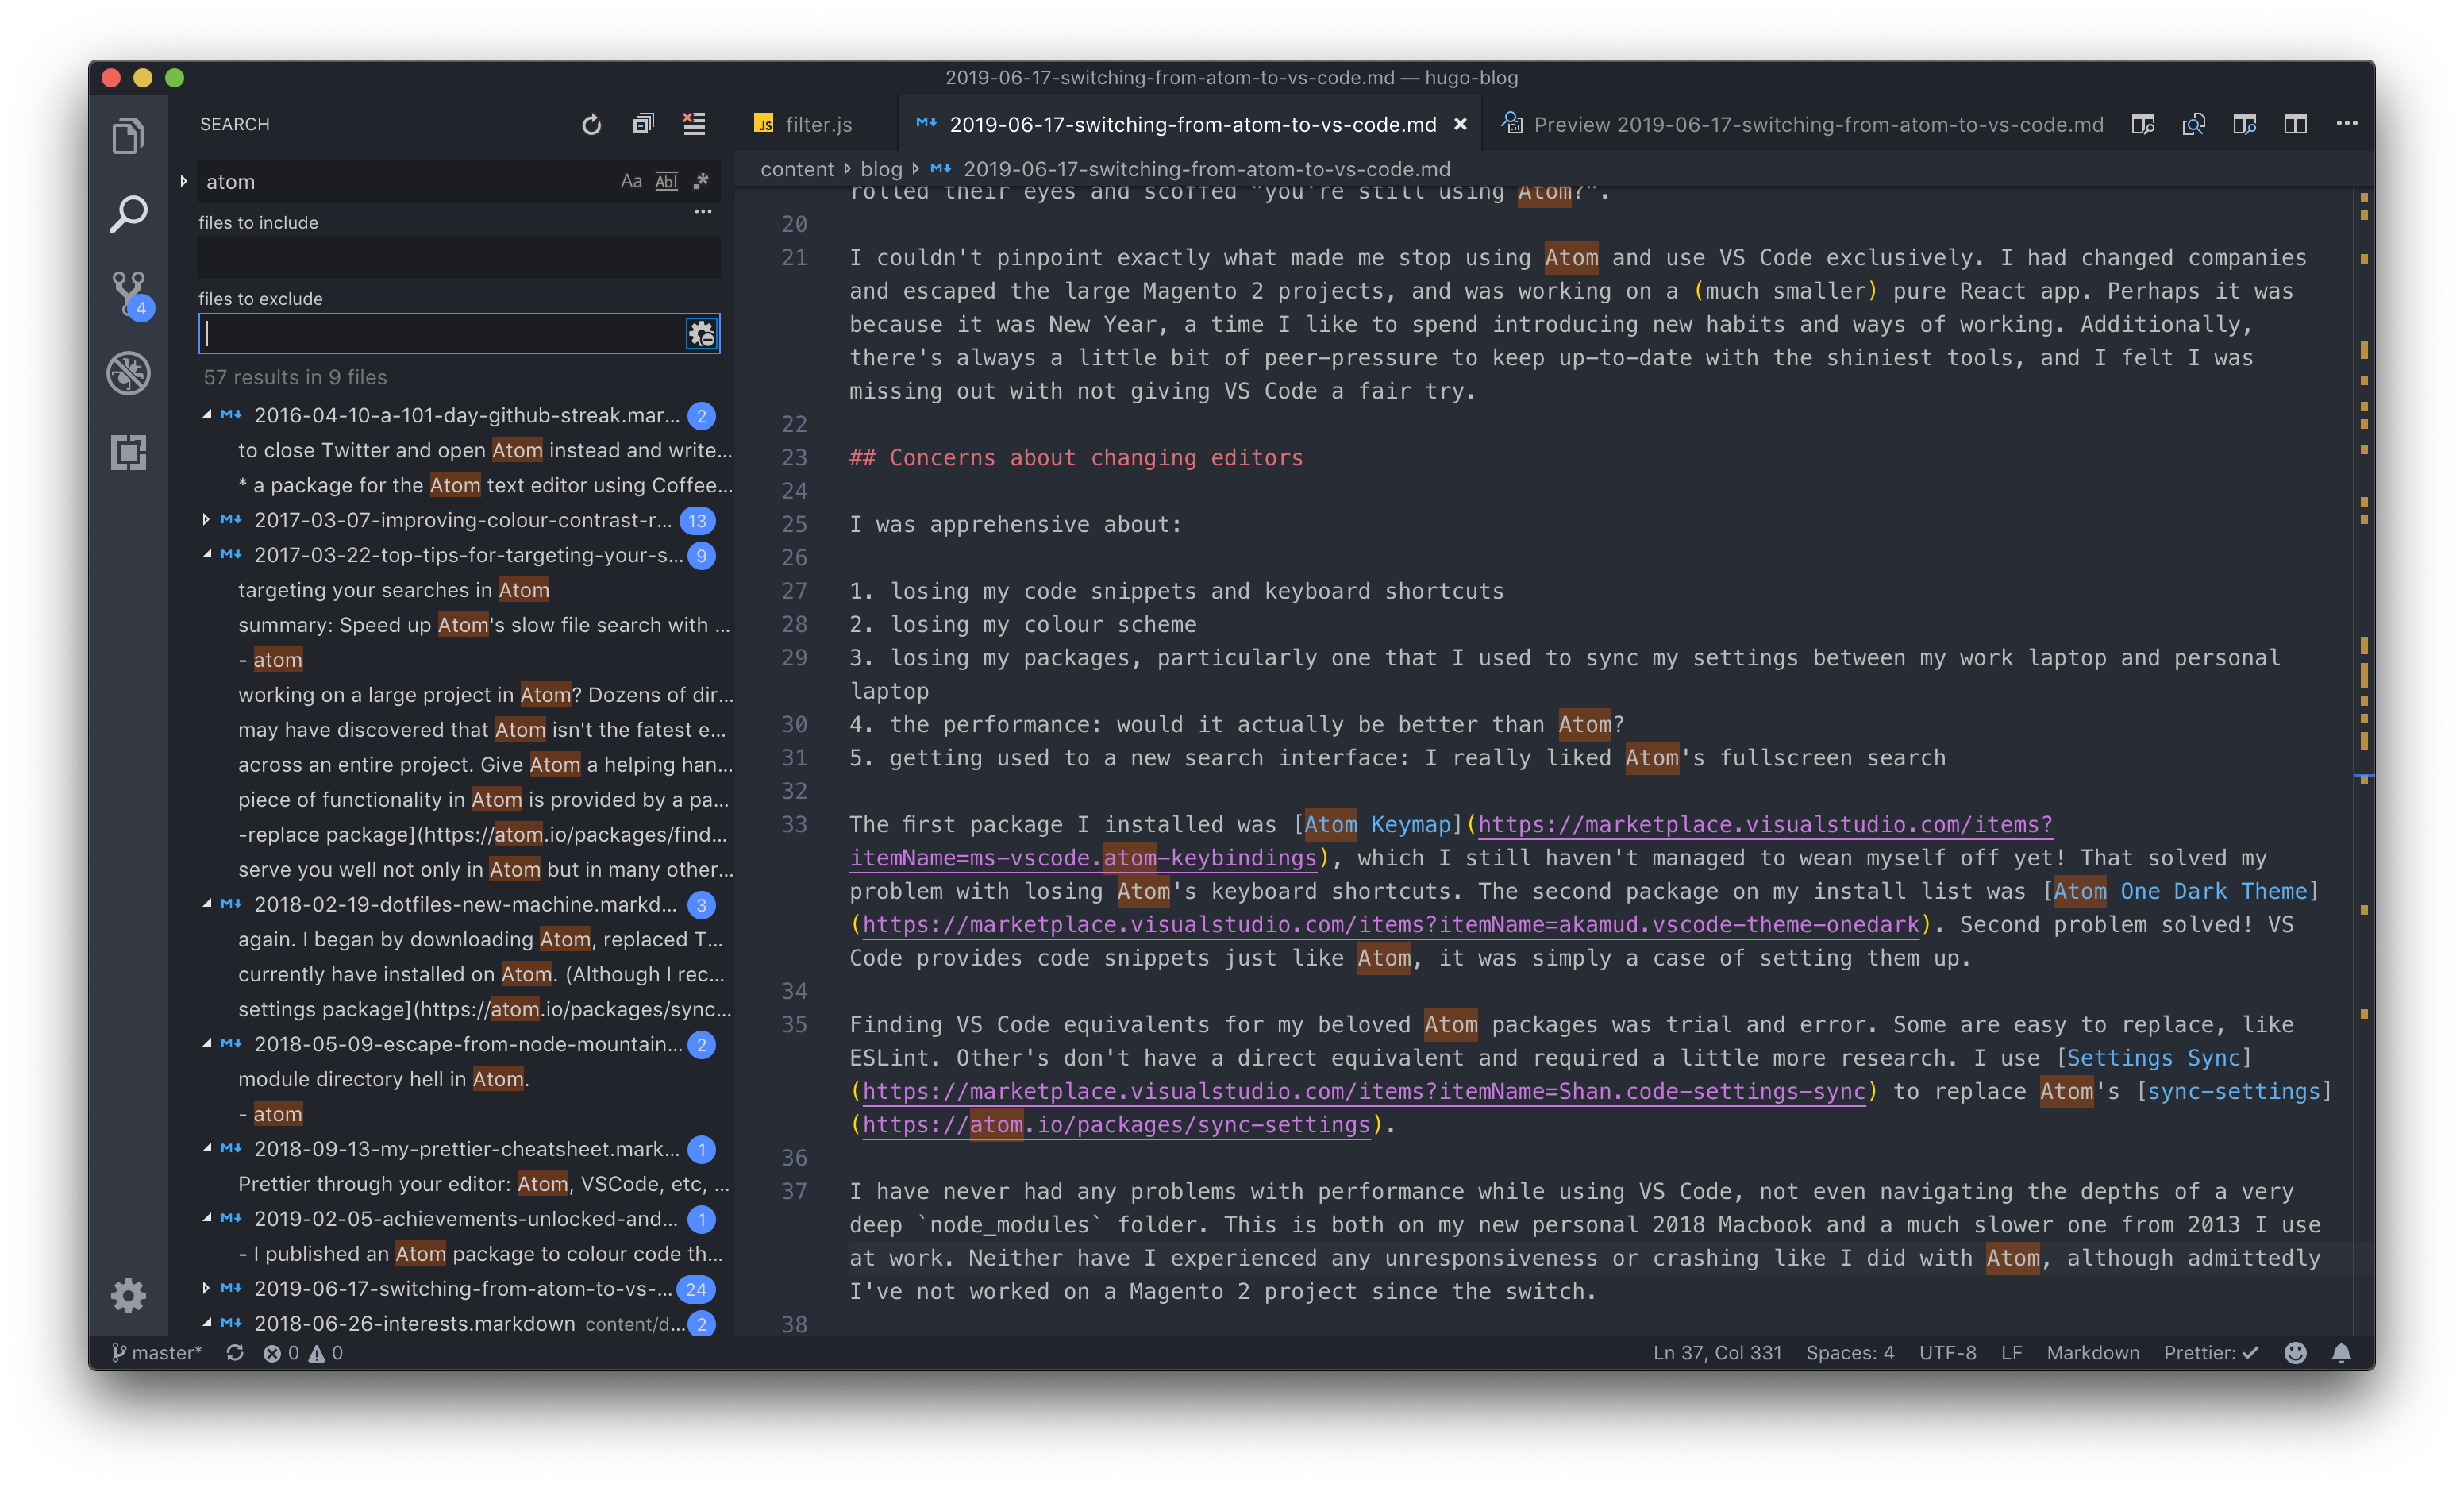 2019-06-17-switching-from-atom-to-vs-code.md — hugo-blog
SEARCH
atom
Aa Abl .*
files to include
files to exclude
57 results in 9 files
2016-04-10-a-101-day-github-streak.mar... 2
to close Twitter and open Atom instead and write...
* a package for the Atom text editor using Coffee...
2017-03-07-improving-colour-contrast-r... 13
2017-03-22-top-tips-for-targeting-your-s... 9
targeting your searches in Atom
summary: Speed up Atom's slow file search with ...
- atom
working on a large project in Atom? Dozens of dir...
may have discovered that Atom isn't the fatest e...
across an entire project. Give Atom a helping han...
piece of functionality in Atom is provided by a pa...
-replace package](https://atom.io/packages/find...
serve you well not only in Atom but in many other...
2018-02-19-dotfiles-new-machine.markd... 3
again. I began by downloading Atom, replaced T...
currently have installed on Atom. (Although I rec...
settings package](https://atom.io/packages/sync...
2018-05-09-escape-from-node-mountain... 2
module directory hell in Atom.
- atom
2018-09-13-my-prettier-cheatsheet.mark... 1
Prettier through your editor: Atom, VSCode, etc, ...
2019-02-05-achievements-unlocked-and... 1
- I published an Atom package to colour code th...
2019-06-17-switching-from-atom-to-vs-... 24
2018-06-26-interests.markdown content/d... 2
4
JS filter.js
2019-06-17-switching-from-atom-to-vs-code.md
Preview 2019-06-17-switching-from-atom-to-vs-code.md
content blog 2019-06-17-switching-from-atom-to-vs-code.md
rolled their eyes and scoffed "you're still using Atom?".
20
21 I couldn't pinpoint exactly what made me stop using Atom and use VS Code exclusively. I had changed companies
and escaped the large Magento 2 projects, and was working on a (much smaller) pure React app. Perhaps it was
because it was New Year, a time I like to spend introducing new habits and ways of working. Additionally,
there's always a little bit of peer-pressure to keep up-to-date with the shiniest tools, and I felt I was
missing out with not giving VS Code a fair try.
22
23 ## Concerns about changing editors
24
25 I was apprehensive about:
26
27 1. losing my code snippets and keyboard shortcuts
28 2. losing my colour scheme
29 3. losing my packages, particularly one that I used to sync my settings between my work laptop and personal
laptop
30 4. the performance: would it actually be better than Atom?
31 5. getting used to a new search interface: I really liked Atom's fullscreen search
32
33 The first package I installed was [Atom Keymap](https://marketplace.visualstudio.com/items?
itemName=ms-vscode.atom-keybindings), which I still haven't managed to wean myself off yet! That solved my
problem with losing Atom's keyboard shortcuts. The second package on my install list was [Atom One Dark Theme]
(https://marketplace.visualstudio.com/items?itemName=akamud.vscode-theme-onedark). Second problem solved! VS
Code provides code snippets just like Atom, it was simply a case of setting them up.
34
35 Finding VS Code equivalents for my beloved Atom packages was trial and error. Some are easy to replace, like
ESLint. Other's don't have a direct equivalent and required a little more research. I use [Settings Sync]
(https://marketplace.visualstudio.com/items?itemName=Shan.code-settings-sync) to replace Atom's [sync-settings]
(https://atom.io/packages/sync-settings).
36
37 I have never had any problems with performance while using VS Code, not even navigating the depths of a very
deep `node_modules` folder. This is both on my new personal 2018 Macbook and a much slower one from 2013 I use
at work. Neither have I experienced any unresponsiveness or crashing like I did with Atom, although admittedly
I've not worked on a Magento 2 project since the switch.
38
master* 0 0
Ln 37, Col 331 Spaces: 4 UTF-8 LF Markdown Prettier: ✓